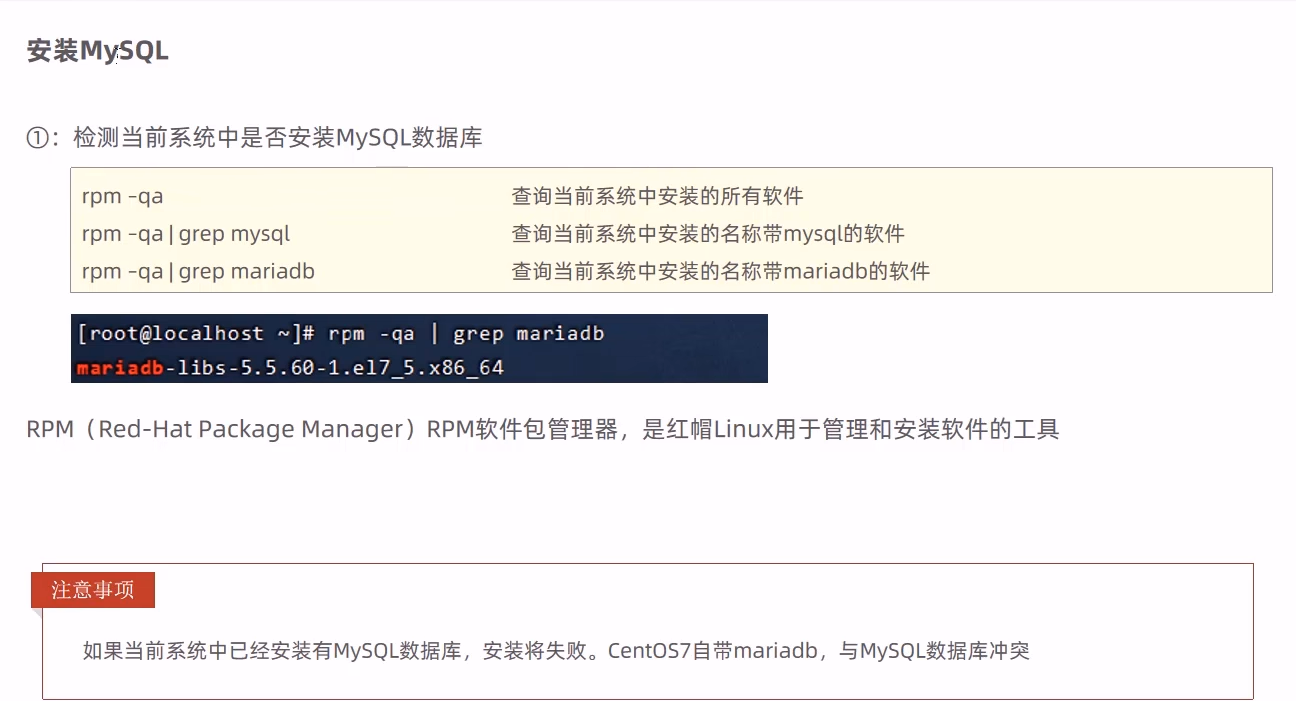 安装MySQL
①：检测当前系统中是否安装MySQL数据库
rpm -qa 查询当前系统中安装的所有软件
rpm -qa | grep mysql 查询当前系统中安装的名称带mysql的软件
rpm -qa | grep mariadb 查询当前系统中安装的名称带mariadb的软件
[root@localhost ~]# rpm -qa | grep mariadb
mariadb-libs-5.5.60-1.el7_5.x86_64
RPM（Red-Hat Package Manager）RPM软件包管理器，是红帽Linux用于管理和安装软件的工具
注意事项
如果当前系统中已经安装有MySQL数据库，安装将失败。CentOS7自带mariadb，与MySQL数据库冲突